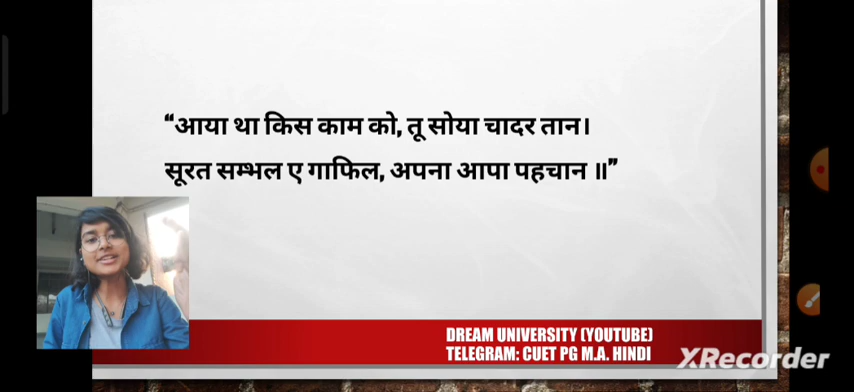 “आया था किस काम को, तू सोया चादर तान।
सूरत सम्भल ए गाफिल, अपना आपा पहचान ॥”
DREAM UNIVERSITY (YOUTUBE)
TELEGRAM: CUET PG M.A. HINDI
XRecorder